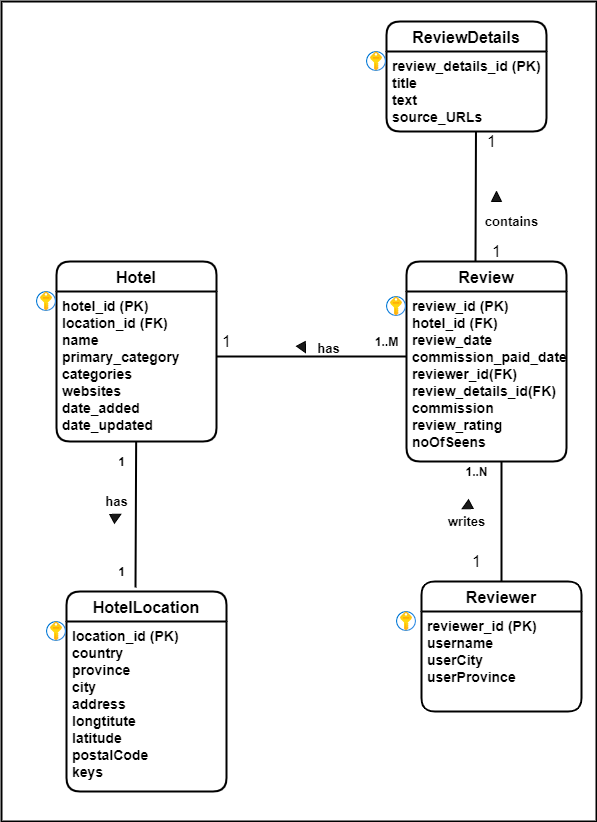 ReviewDetails
review_details_id (PK)
title
text
source_URLs
1
contains
1
Hotel
hotel_id (PK)
location_id (FK)
name
primary_category
categories
websites
date_added
date_updated
1
has
1..M
Review
review_id (PK)
hotel_id (FK)
review_date
commission_paid_date
reviewer_id(FK)
review_details_id(FK)
commission
review_rating
noOfSeens
1
has
1
1..N
writes
1
HotelLocation
location_id (PK)
country
province
city
address
longtitute
latitude
postalCode
keys
Reviewer
reviewer_id (PK)
username
userCity
userProvince